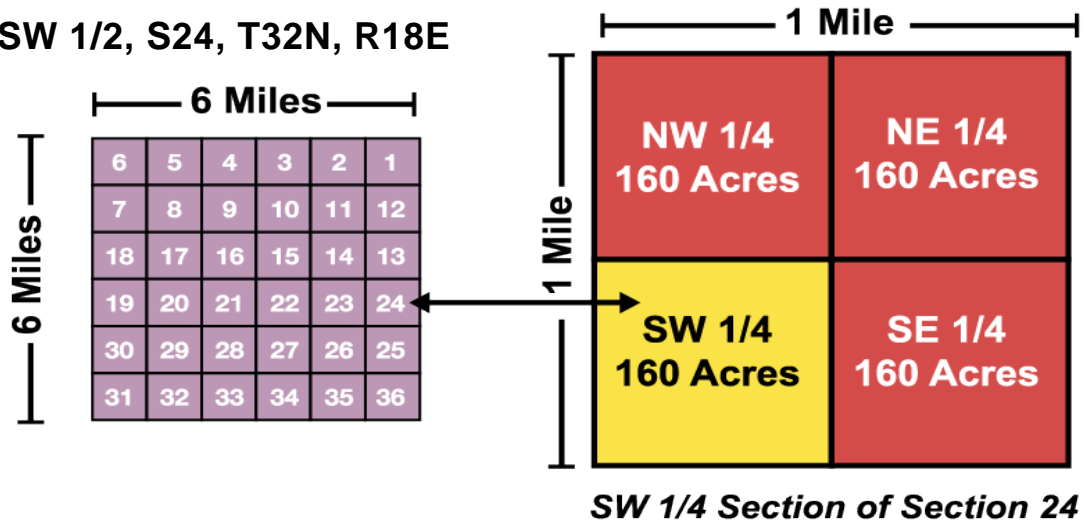 SW 1/2, S24, T32N, R18E
6 Miles
6 Miles
6 5 4 3 2 1
7 8 9 10 11 12
18 17 16 15 14 13
19 20 21 22 23 24
30 29 28 27 26 25
31 32 33 34 35 36
1 Mile
1 Mile
NW 1/4
160 Acres
NE 1/4
160 Acres
SW 1/4
160 Acres
SE 1/4
160 Acres
SW 1/4 Section of Section 24